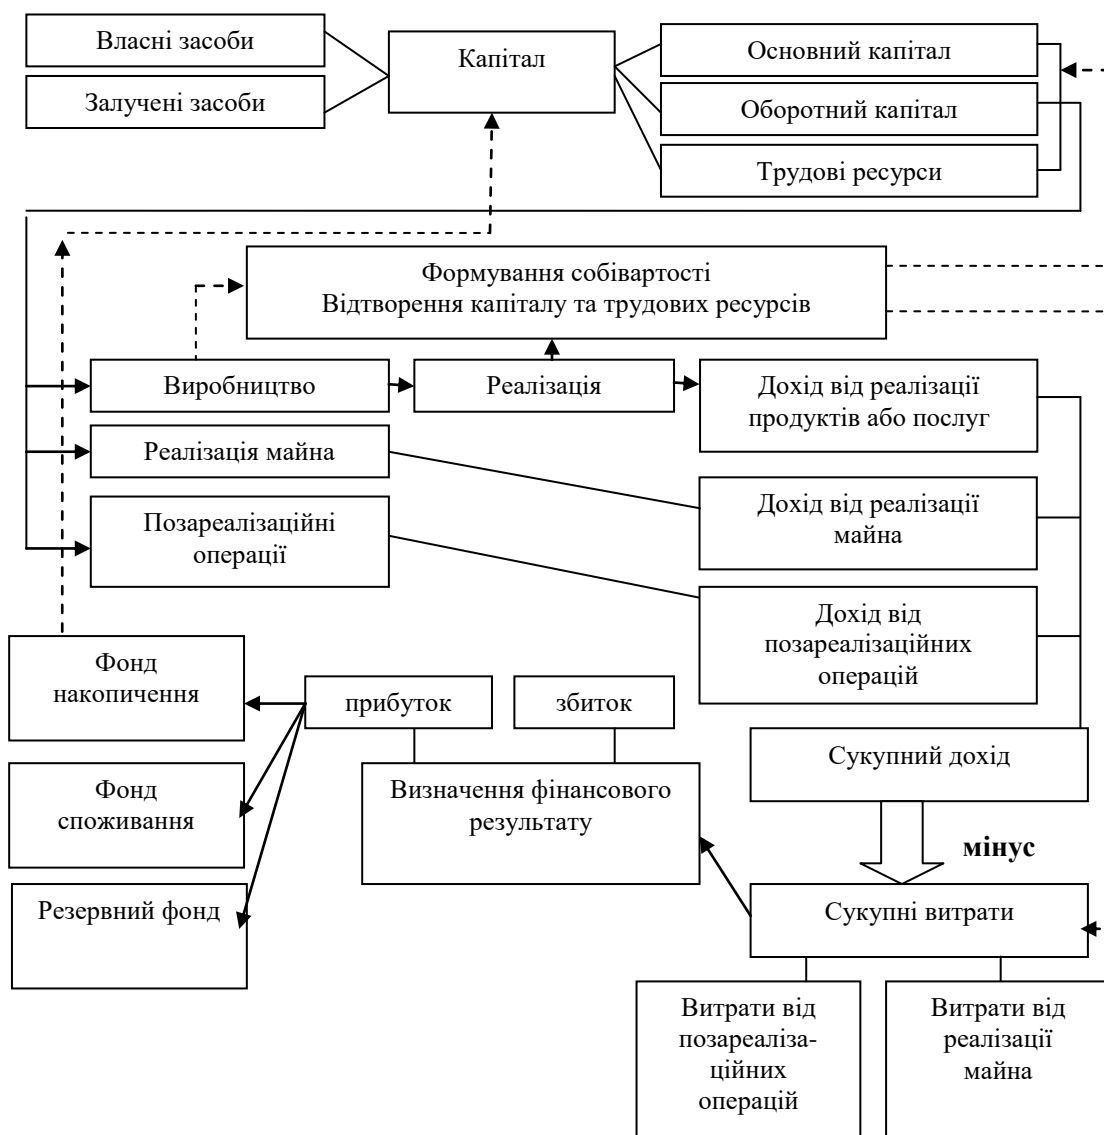 Власні засоби
Капітал
Основний капітал
Залучені засоби
Оборотний капітал
Трудові ресурси
Формування собівартості
Відтворення капіталу та трудових ресурсів
Виробництво
Реалізація
Дохід від реалізації
продуктів або послуг
Реалізація майна
Дохід від реалізації
майна
Позареалізаційні
операції
Дохід від
позареалізаційних
операцій
Фонд
накопичення
прибуток
збиток
Сукупний дохід
Фонд
споживання
Визначення фінансового
результату
мінус
Резервний фонд
Сукупні витрати
Витрати від
позареаліза-
ційних
операцій
Витрати від
реалізації
майна